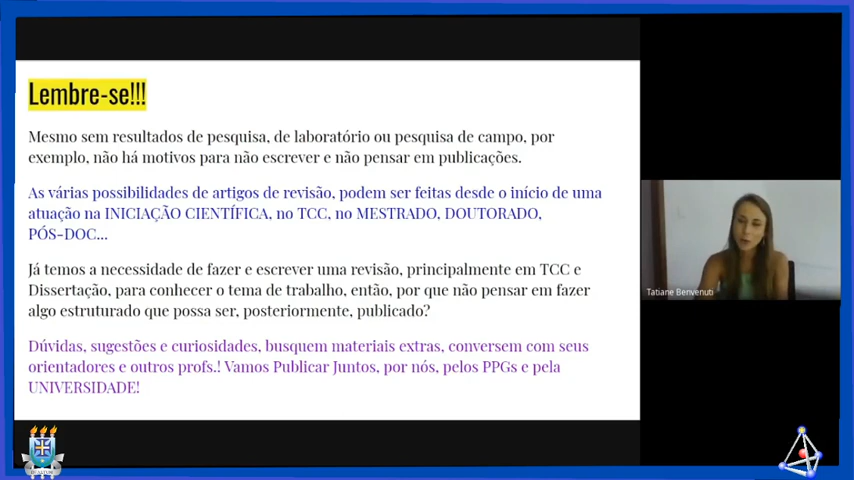 Lembre-se!!!
Mesmo sem resultados de pesquisa, de laboratório ou pesquisa de campo, por
exemplo, não há motivos para não escrever e não pensar em publicações.
As várias possibilidades de artigos de revisão, podem ser feitas desde o início de uma
atuação na INICIAÇÃO CIENTÍFICA, no TCC, no MESTRADO, DOUTORADO,
PÓS-DOC...
Já temos a necessidade de fazer e escrever uma revisão, principalmente em TCC e
Dissertação, para conhecer o tema de trabalho, então, por que não pensar em fazer
algo estruturado que possa ser, posteriormente, publicado?
Dúvidas, sugestões e curiosidades, busquem materiais extras, conversem com seus
orientadores e outros profs.! Vamos Publicar Juntos, por nós, pelos PPGs e pela
UNIVERSIDADE!
Tatiane Benvenuti